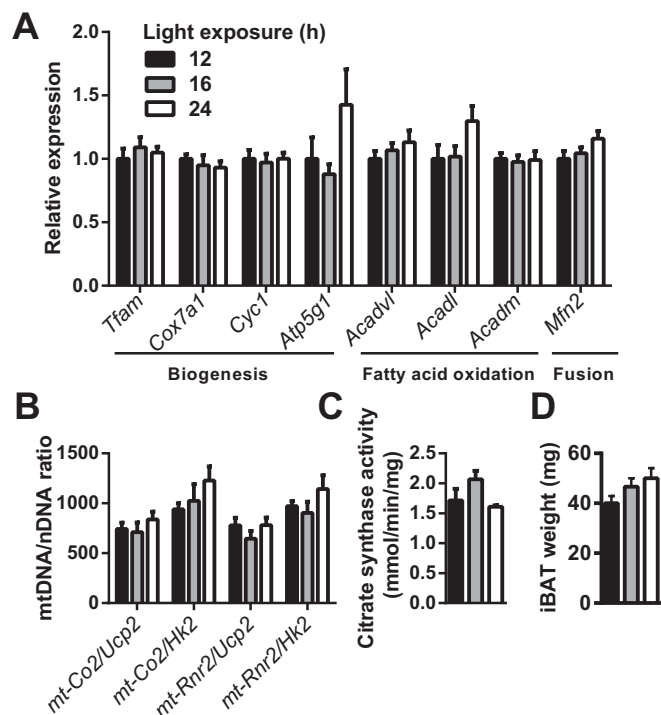 A
Light exposure (h)
12
16
24
Relative expression
2.0
1.5
1.0
0.5
0.0
Tfam
Cox7a1
Cyc1
Atp5g1
Acadvl
Acadl
Acadm
Mfn2
Biogenesis
Fatty acid oxidation
Fusion
B
mtDNA/nDNA ratio
1500
1000
500
0
mt-Co2/Ucp2
mt-Co2/Hk2
mt-Rnr2/Ucp2
mt-Rnr2/Hk2
C
Citrate synthase activity
(mmol/min/mg)
2.5
2.0
1.5
1.0
0.5
0.0
D
iBAT weight (mg)
60
40
20
0